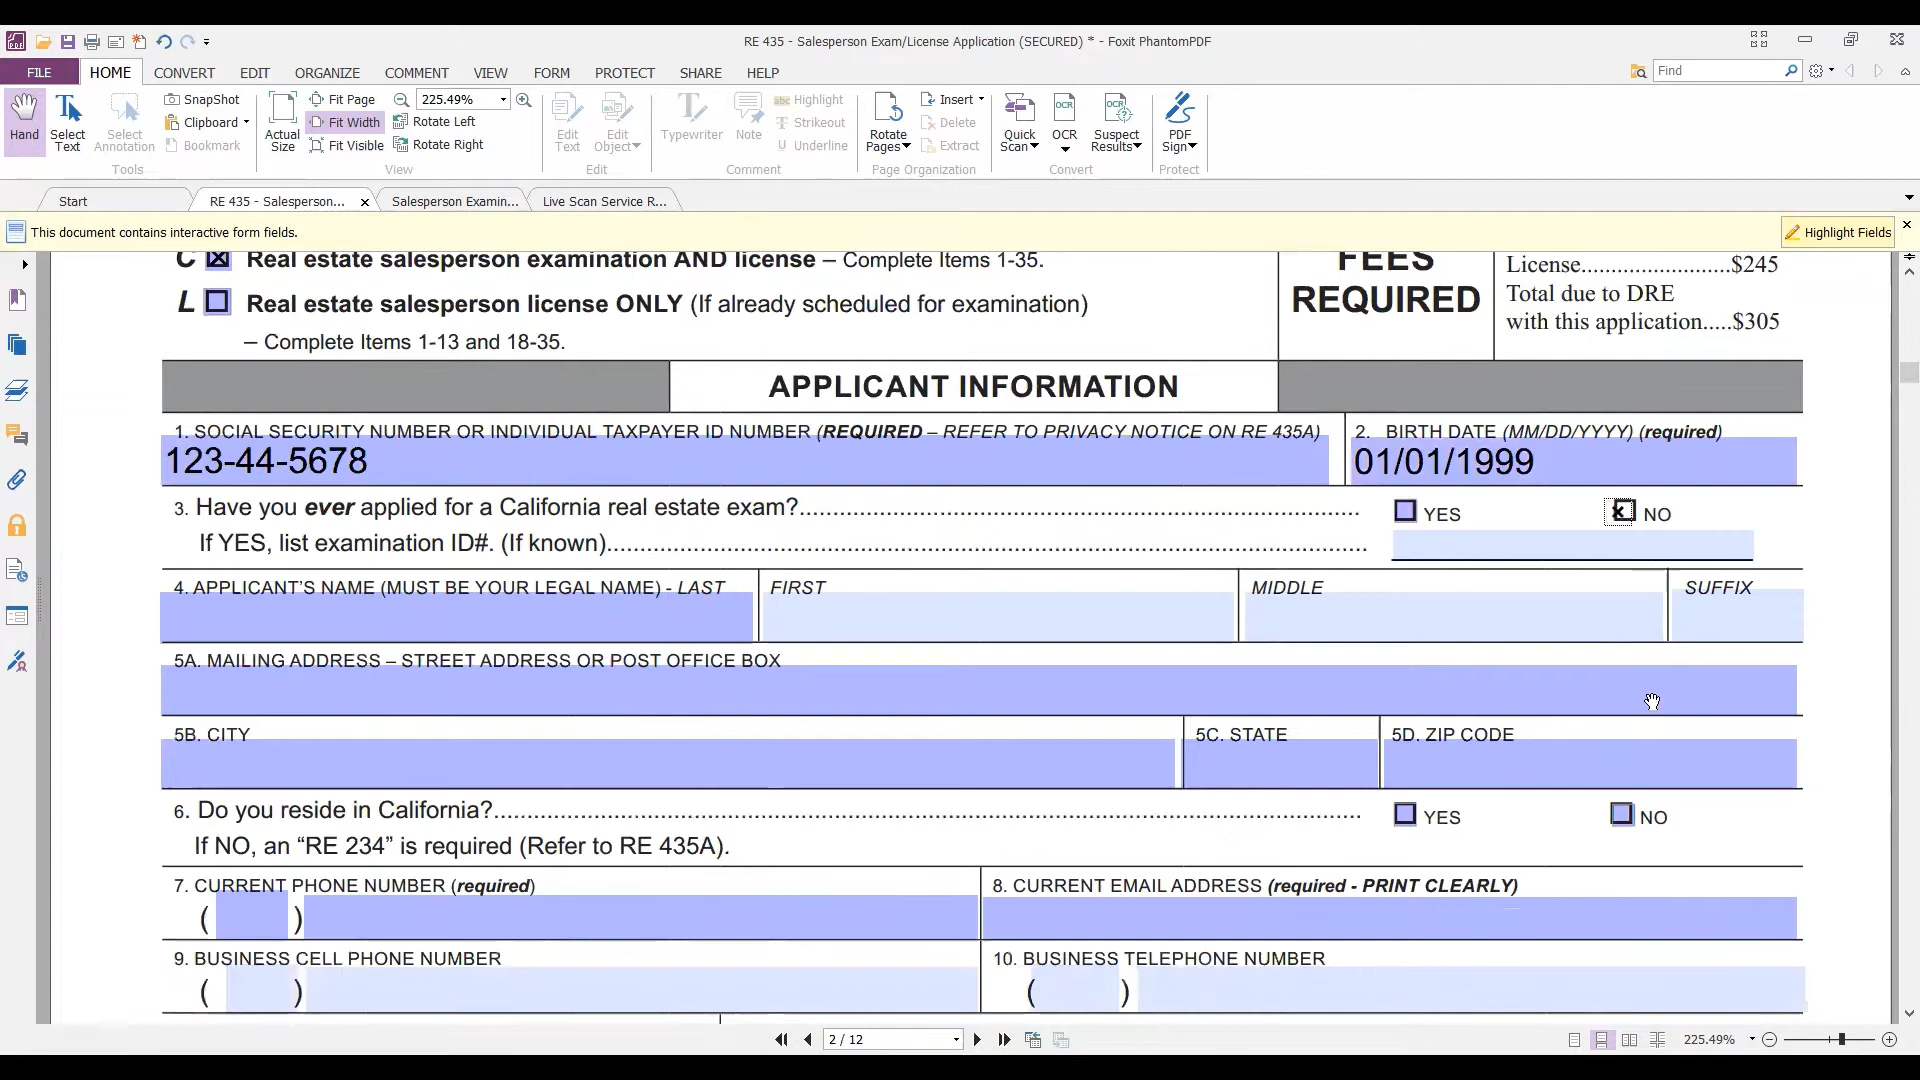 RE 435 - Salesperson Exam/License Application (SECURED) * - Foxit PhantomPDF
FILE HOME CONVERT EDIT ORGANIZE COMMENT VIEW FORM PROTECT SHARE HELP Find
Hand
Select Text
Select Annotation
SnapShot
Clipboard
Bookmark
Tools
Actual Size
Fit Page
Fit Width
Fit Visible
225.49%
Rotate Left
Rotate Right
View
Edit Text
Edit Object
Edit
Typewriter
Note
Highlight
Strikeout
Underline
Comment
Rotate Pages
Insert
Delete
Extract
Page Organization
Quick Scan
OCR
OCR
OCR
Suspect Results
Convert
PDF Sign
Protect
Start RE 435 - Salesperson... Salesperson Examin... Live Scan Service R...
This document contains interactive form fields. Highlight Fields
C Real estate salesperson examination AND license – Complete Items 1-35.
L Real estate salesperson license ONLY (If already scheduled for examination)
– Complete Items 1-13 and 18-35.
FEES
REQUIRED
License.........................$245
Total due to DRE
with this application.....$305
APPLICANT INFORMATION
1. SOCIAL SECURITY NUMBER OR INDIVIDUAL TAXPAYER ID NUMBER (REQUIRED – REFER TO PRIVACY NOTICE ON RE 435A)
123-44-5678
2. BIRTH DATE (MM/DD/YYYY) (required)
01/01/1999
3. Have you ever applied for a California real estate exam?.......................................................................... YES x NO
If YES, list examination ID#. (If known)....................................................................................................
4. APPLICANT’S NAME (MUST BE YOUR LEGAL NAME) - LAST FIRST MIDDLE SUFFIX
5A. MAILING ADDRESS – STREET ADDRESS OR POST OFFICE BOX
5B. CITY 5C. STATE 5D. ZIP CODE
6. Do you reside in California?................................................................................................................ YES NO
If NO, an “RE 234” is required (Refer to RE 435A).
7. CURRENT PHONE NUMBER (required)
( )
8. CURRENT EMAIL ADDRESS (required - PRINT CLEARLY)
9. BUSINESS CELL PHONE NUMBER
( )
10. BUSINESS TELEPHONE NUMBER
( )
2 / 12
225.49%